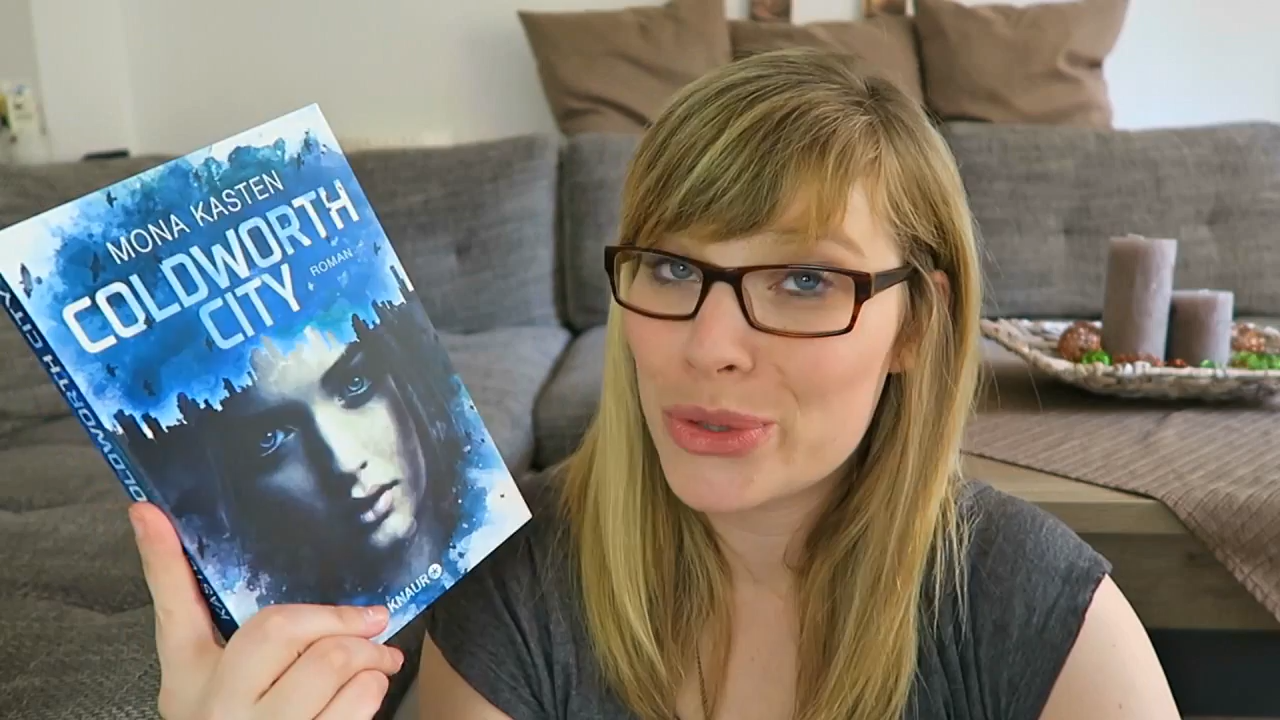 MONA KASTEN
COLDWORTH
CITY
ROMAN
KNAUR
COLDWORTH CITY